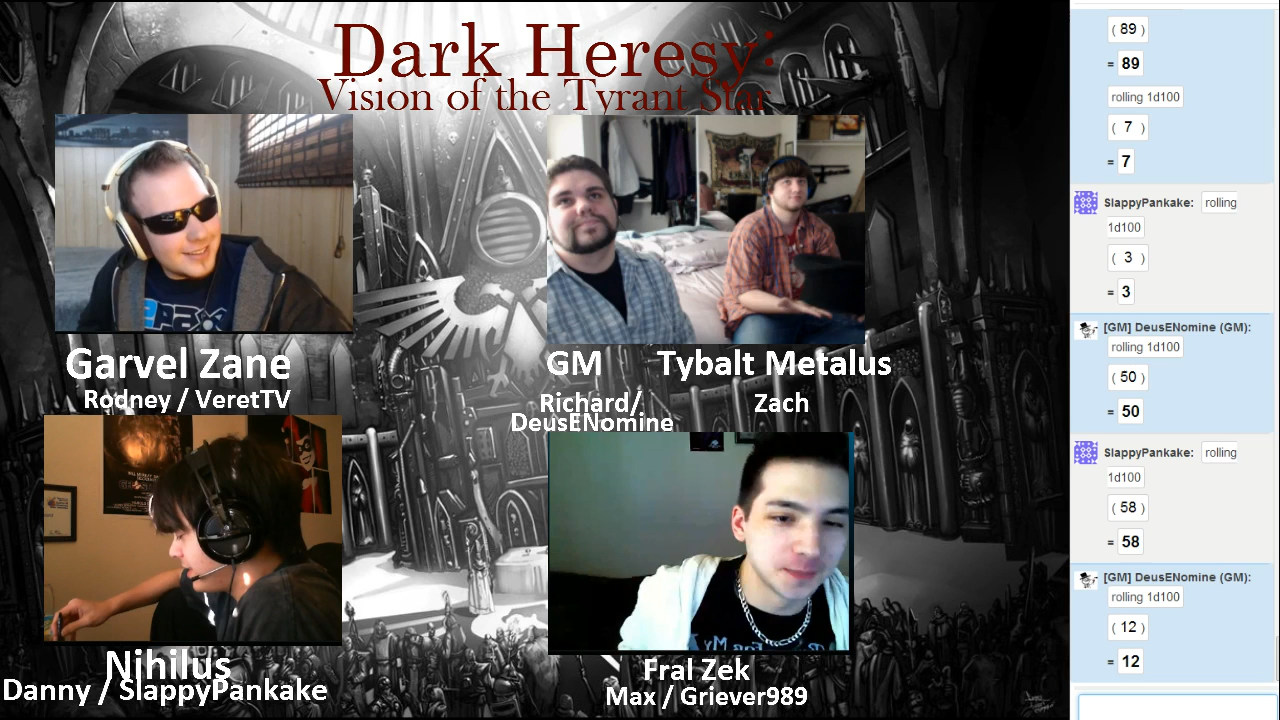 Dark Heresy:
Vision of the Tyrant Star
Garvel Zane
Rodney / VeretTV
GM
Richard/
DeusENomine
Tybalt Metalus
Zach
Nihilus
Danny / SlappyPankake
Fral Zek
Max / Griever989
( 89 )
= 89
rolling 1d100
( 7 )
= 7
SlappyPankake: rolling
1d100
( 3 )
= 3
[GM] DeusENomine (GM):
rolling 1d100
( 50 )
= 50
SlappyPankake: rolling
1d100
( 58 )
= 58
[GM] DeusENomine (GM):
rolling 1d100
( 12 )
= 12